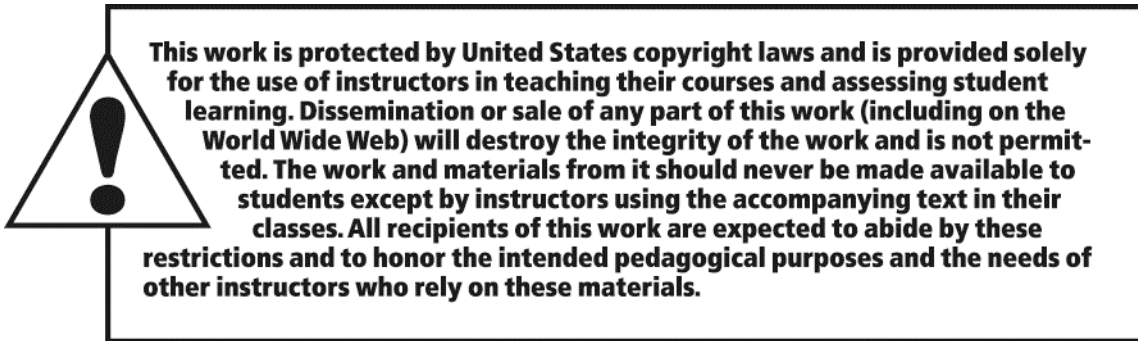 This work is protected by United States copyright laws and is provided solely
for the use of instructors in teaching their courses and assessing student
learning. Dissemination or sale of any part of this work (including on the
World Wide Web) will destroy the integrity of the work and is not permit-
ted. The work and materials from it should never be made available to
students except by instructors using the accompanying text in their
classes. All recipients of this work are expected to abide by these
restrictions and to honor the intended pedagogical purposes and the needs of
other instructors who rely on these materials.